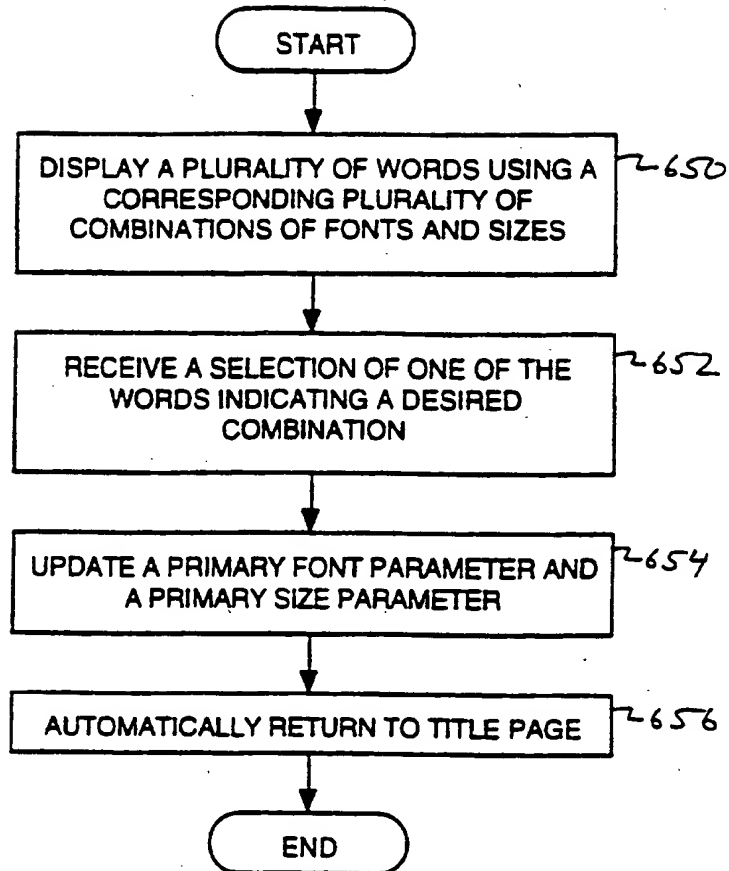 START
DISPLAY A PLURALITY OF WORDS USING A
CORRESPONDING PLURALITY OF
COMBINATIONS OF FONTS AND SIZES
650
RECEIVE A SELECTION OF ONE OF THE
WORDS INDICATING A DESIRED
COMBINATION
652
UPDATE A PRIMARY FONT PARAMETER AND
A PRIMARY SIZE PARAMETER
654
AUTOMATICALLY RETURN TO TITLE PAGE
656
END